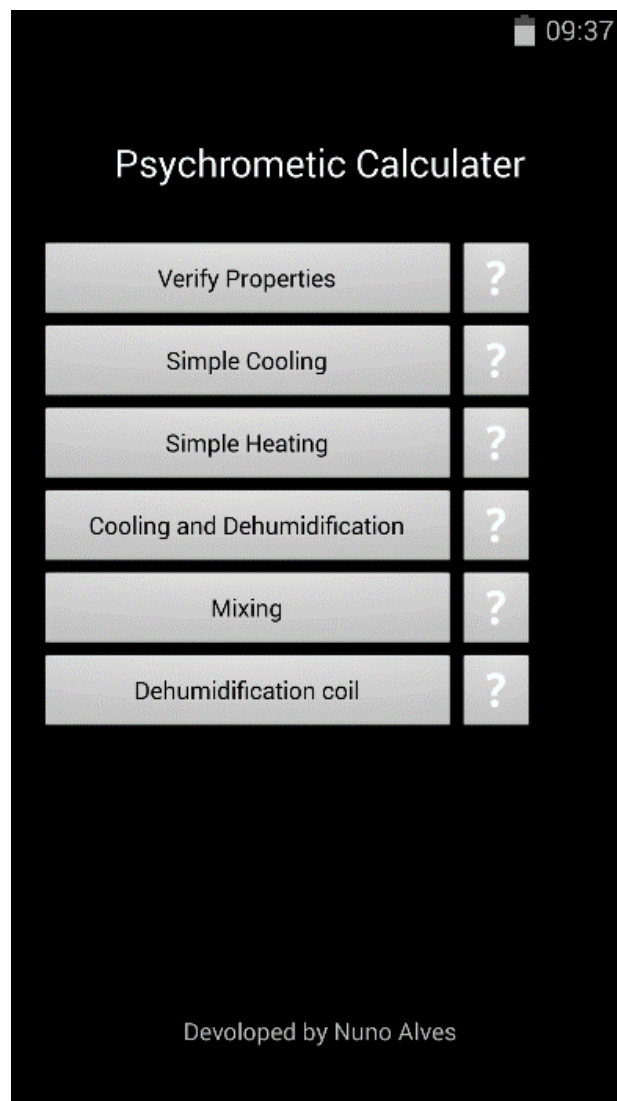 09:37
Psychrometic Calculater
Verify Properties ?
Simple Cooling ?
Simple Heating ?
Cooling and Dehumidification ?
Mixing ?
Dehumidification coil ?
Devoloped by Nuno Alves